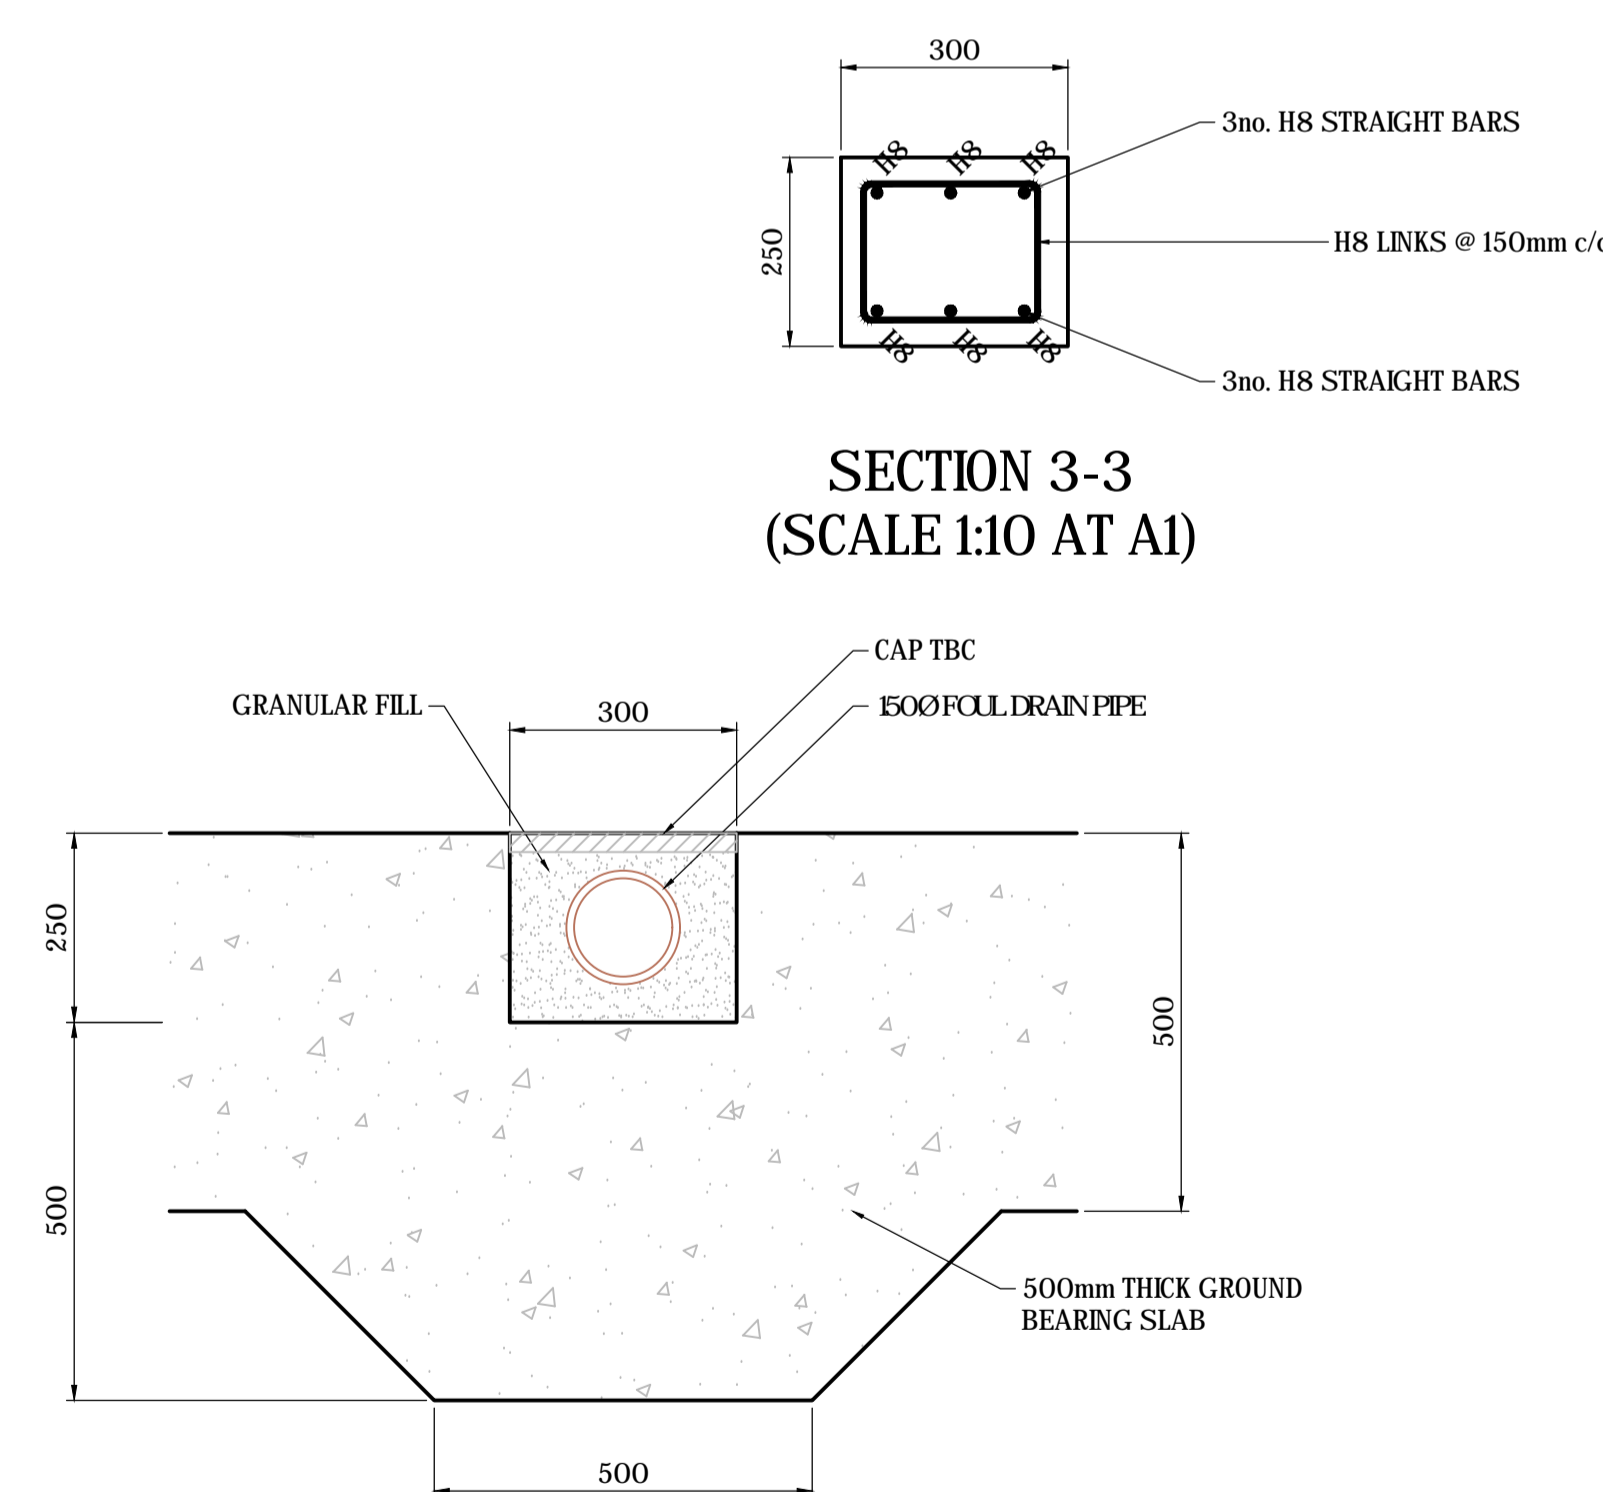 300
3no. H8 STRAIGHT BARS
H8 H8 H8
250
H8 LINKS @ 150mm c/c
H8 H8 H8
3no. H8 STRAIGHT BARS
SECTION 3-3
(SCALE 1:10 AT A1)
CAP TBC
GRANULAR FILL
300
150Ø FOUL DRAIN PIPE
250
500
500
500mm THICK GROUND
BEARING SLAB
500